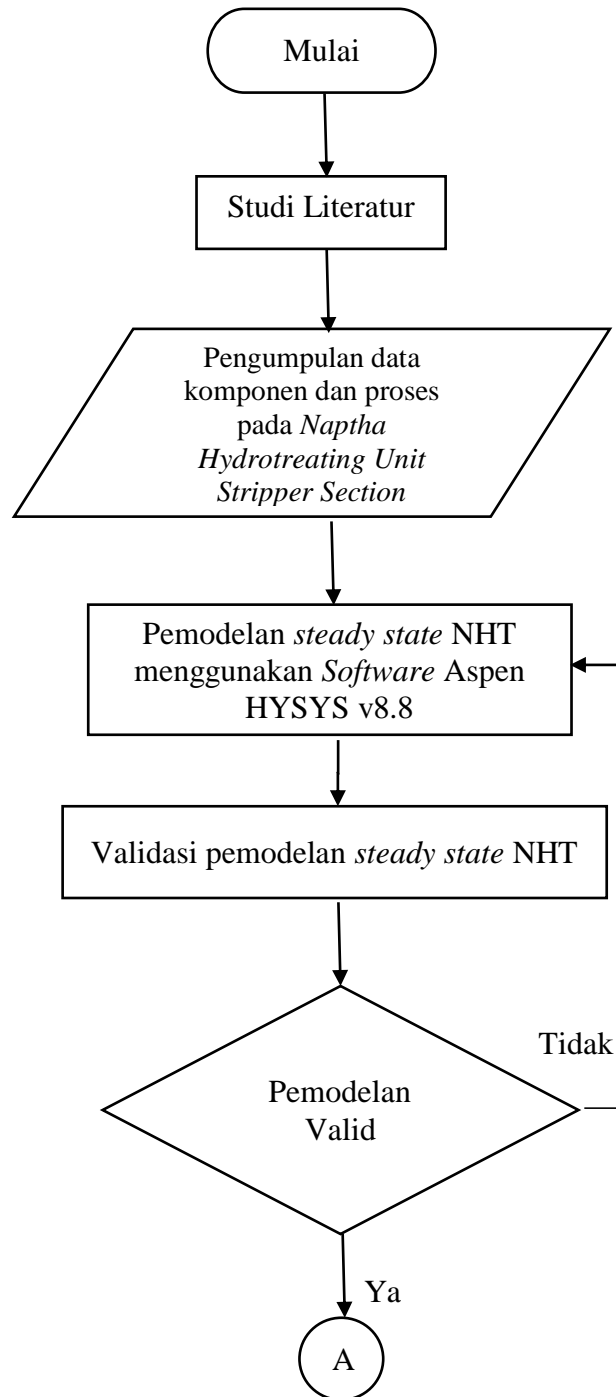 Mulai
Studi Literatur
Pengumpulan data
komponen dan proses
pada Naptha
Hydrotreating Unit
Stripper Section
Pemodelan steady state NHT
menggunakan Software Aspen
HYSYS v8.8
Validasi pemodelan steady state NHT
Tidak
Pemodelan
Valid
Ya
A